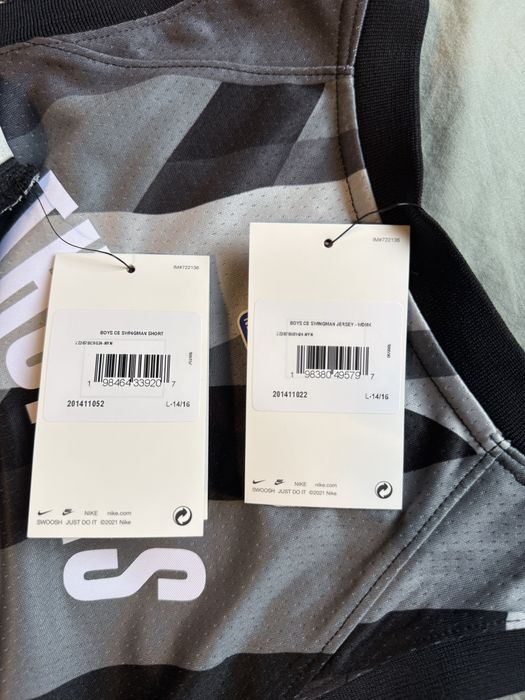 IM#722136
BOYS CE SWINGMAN SHORT
1 98464 33920 7
201411052
L-14/16
NIKE nike.com
SWOOSH JUST DO IT ©2021 Nike
IM#722136
BOYS CE SWINGMAN JERSEY - WDMK
1 98380 49579 7
201411022
L-14/16
NIKE nike.com
SWOOSH JUST DO IT ©2021 Nike
S